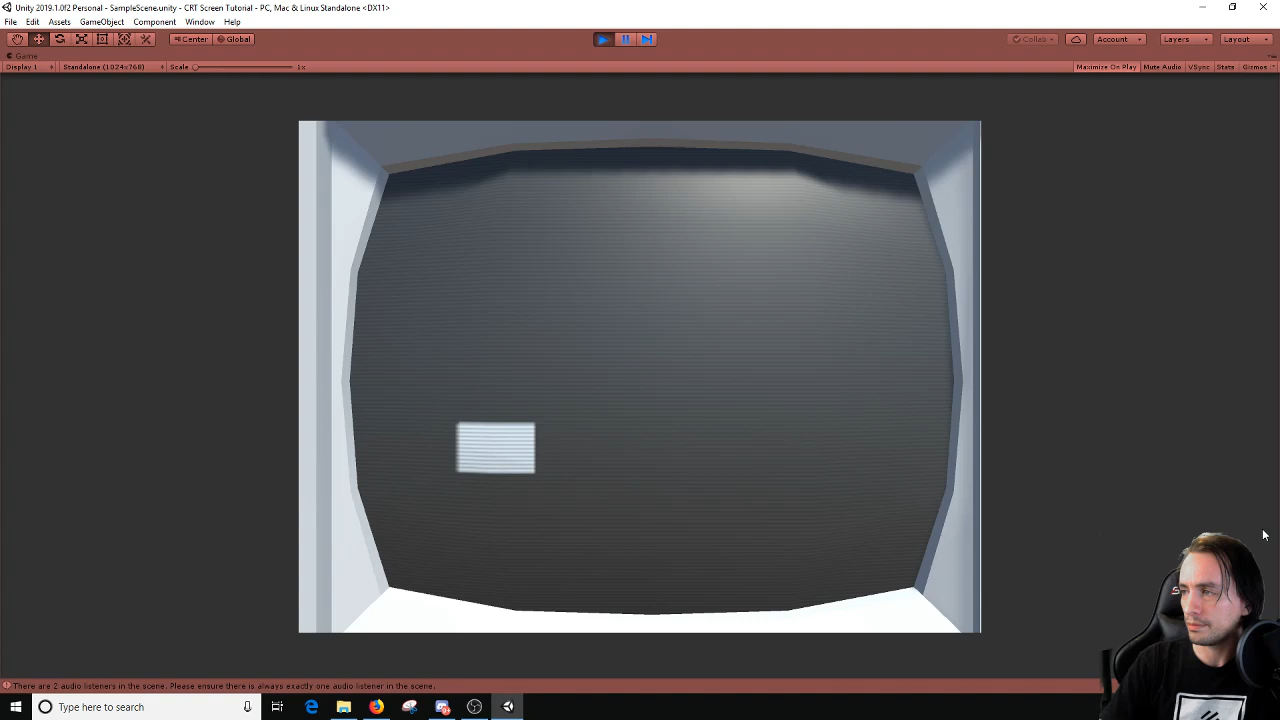 Unity 2019.1.0f2 Personal - SampleScene.unity - CRT Screen Tutorial - PC, Mac & Linux Standalone <DX11>
File Edit Assets GameObject Component Window Help
Center Global Collab Account Layers Layout
Game
Display 1 Standalone (1024x768) Scale 1x Maximize On Play Mute Audio VSync Stats Gizmos
There are 2 audio listeners in the scene. Please ensure there is always exactly one audio listener in the scene.
Type here to search